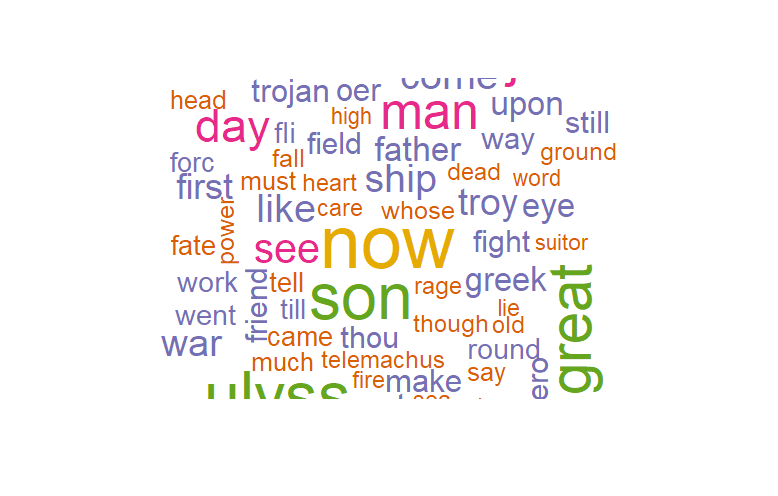 come
trojan oer
head
high
man
upon
day
still
fli
field
father
way
ground
forc
fall
first
must
heart
ship
dead
word
like
care
whose
troy
eye
power
now
fate
see
fight
suitor
work
tell
son
rage
greek
great
friend
till
lie
went
though
old
war
came
thou
round
much
telemachus
fire
make
say
ulyss